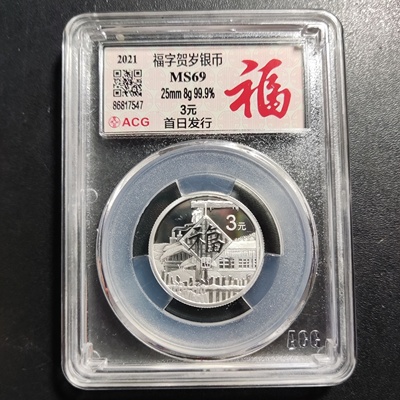 2021
福字贺岁银币
MS69
25mm 8g 99.9%
3元
首日发行
86817547
ACG
福
3元
福
ACG